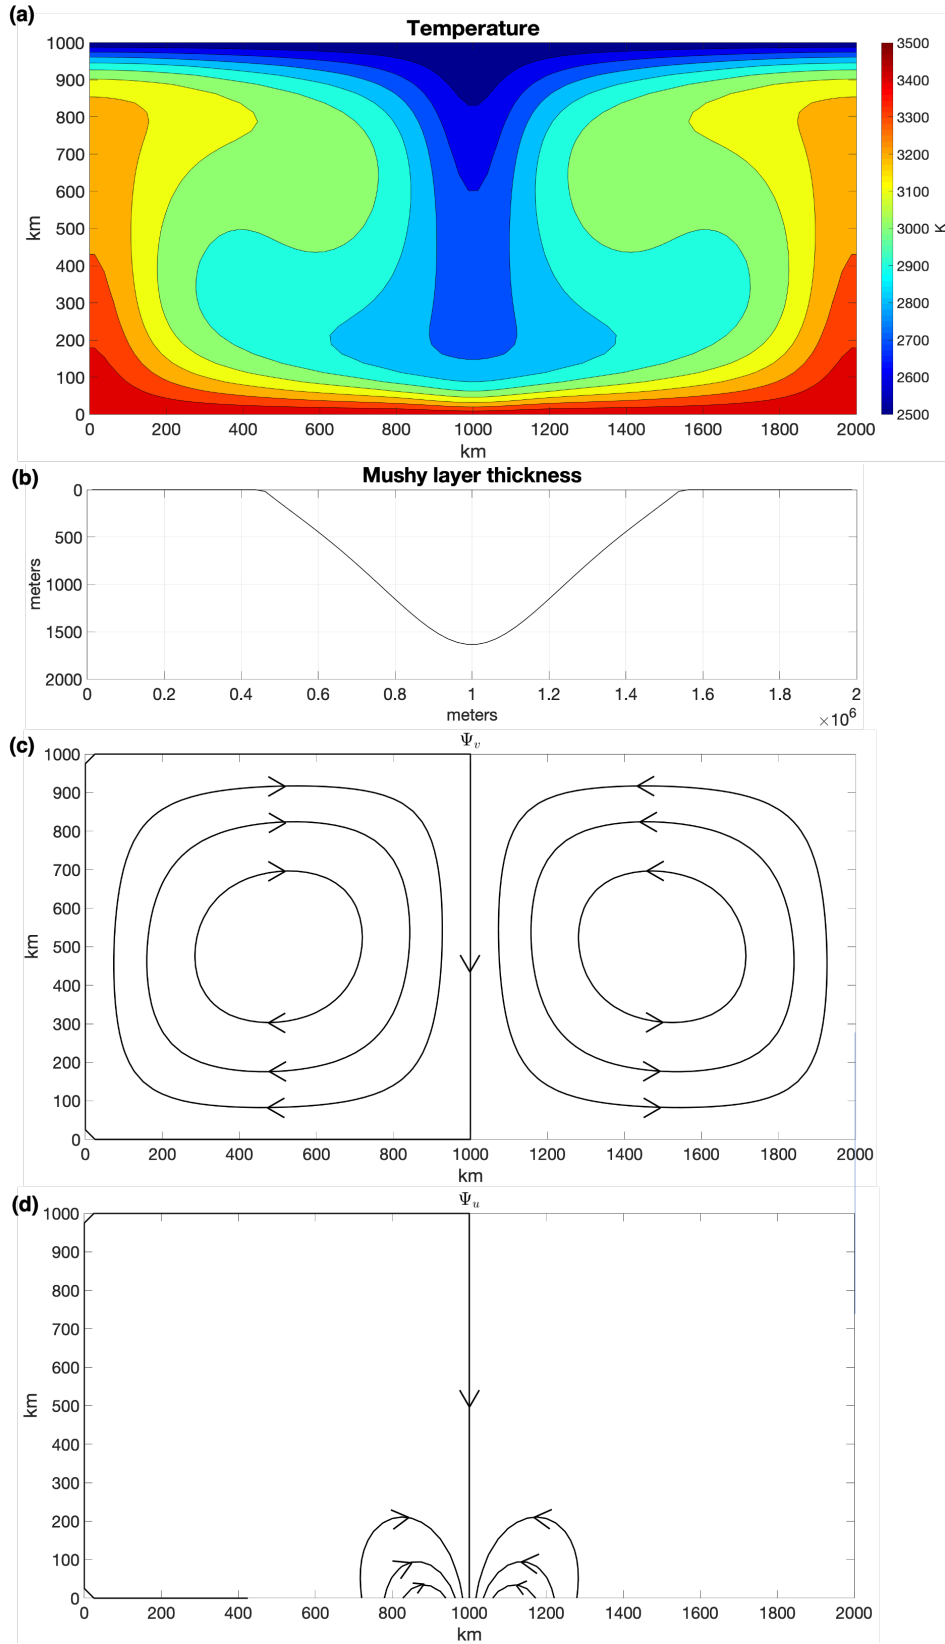 (a)
Temperature
1000
900
800
700
600
500
400
300
200
100
0
km
0 200 400 600 800 1000 1200 1400 1600 1800 2000
km
3500
3400
3300
3200
3100
3000
2900
2800
2700
2600
2500
K
(b)
Mushy layer thickness
0
500
1000
1500
2000
meters
0 0.2 0.4 0.6 0.8 1 1.2 1.4 1.6 1.8 2
meters
×10⁶
(c)
Ψᵥ
1000
900
800
700
600
500
400
300
200
100
0
km
0 200 400 600 800 1000 1200 1400 1600 1800 2000
km
(d)
Ψᵤ
1000
900
800
700
600
500
400
300
200
100
0
km
0 200 400 600 800 1000 1200 1400 1600 1800 2000
km